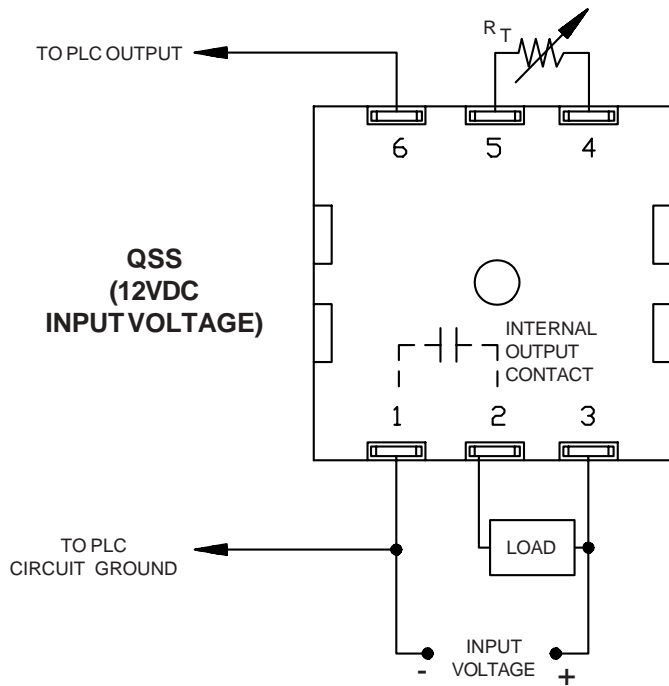 R T
TO PLC OUTPUT
6 5 4
QSS
(12VDC
INPUT VOLTAGE)
INTERNAL
OUTPUT
CONTACT
1 2 3
TO PLC
CIRCUIT GROUND
LOAD
INPUT
VOLTAGE
- +